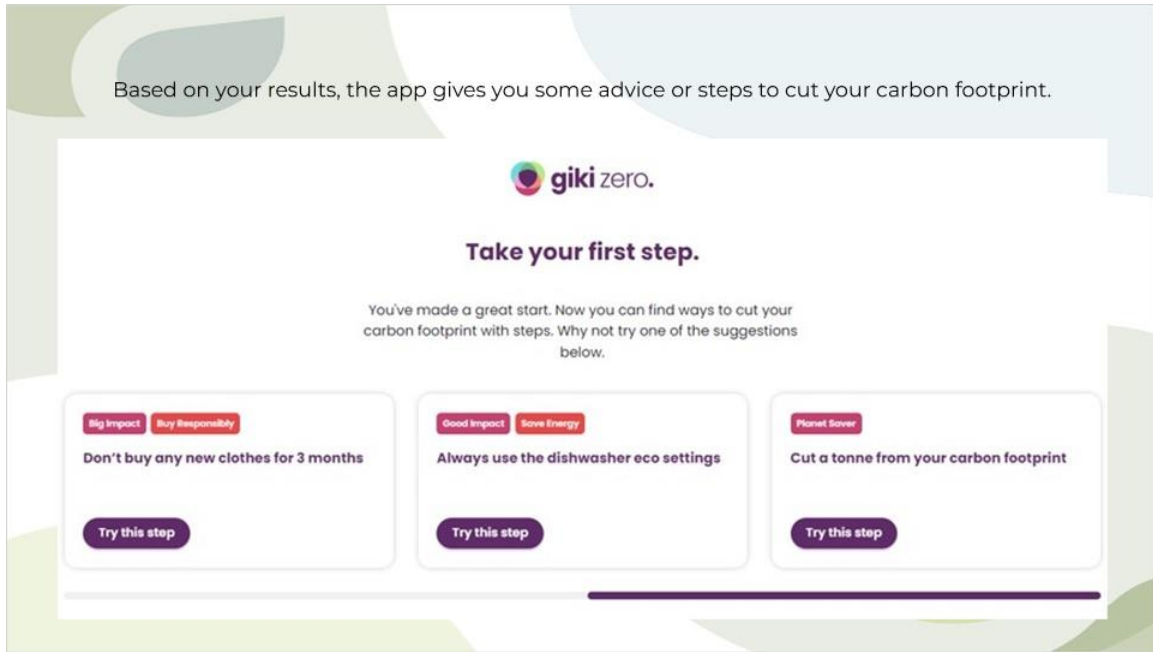 Based on your results, the app gives you some advice or steps to cut your carbon footprint.
giki zero.
Take your first step.
You've made a great start. Now you can find ways to cut your
carbon footprint with steps. Why not try one of the suggestions
below.
Big Impact Buy Responsibly
Don't buy any new clothes for 3 months
Try this step
Good Impact Save Energy
Always use the dishwasher eco settings
Try this step
Planet Saver
Cut a tonne from your carbon footprint
Try this step